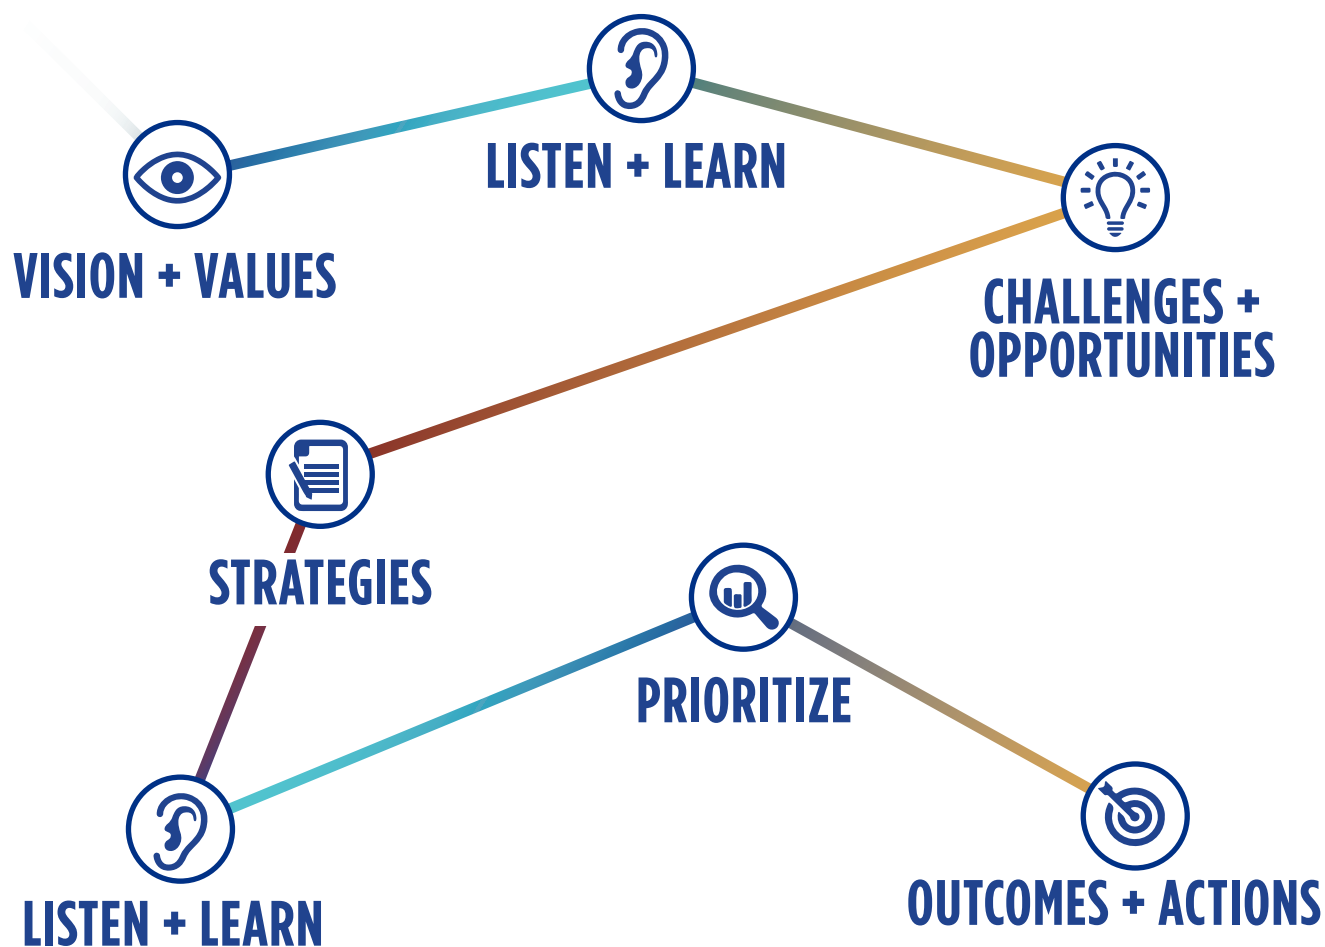 VISION + VALUES
LISTEN + LEARN
CHALLENGES +
OPPORTUNITIES
STRATEGIES
LISTEN + LEARN
PRIORITIZE
OUTCOMES + ACTIONS